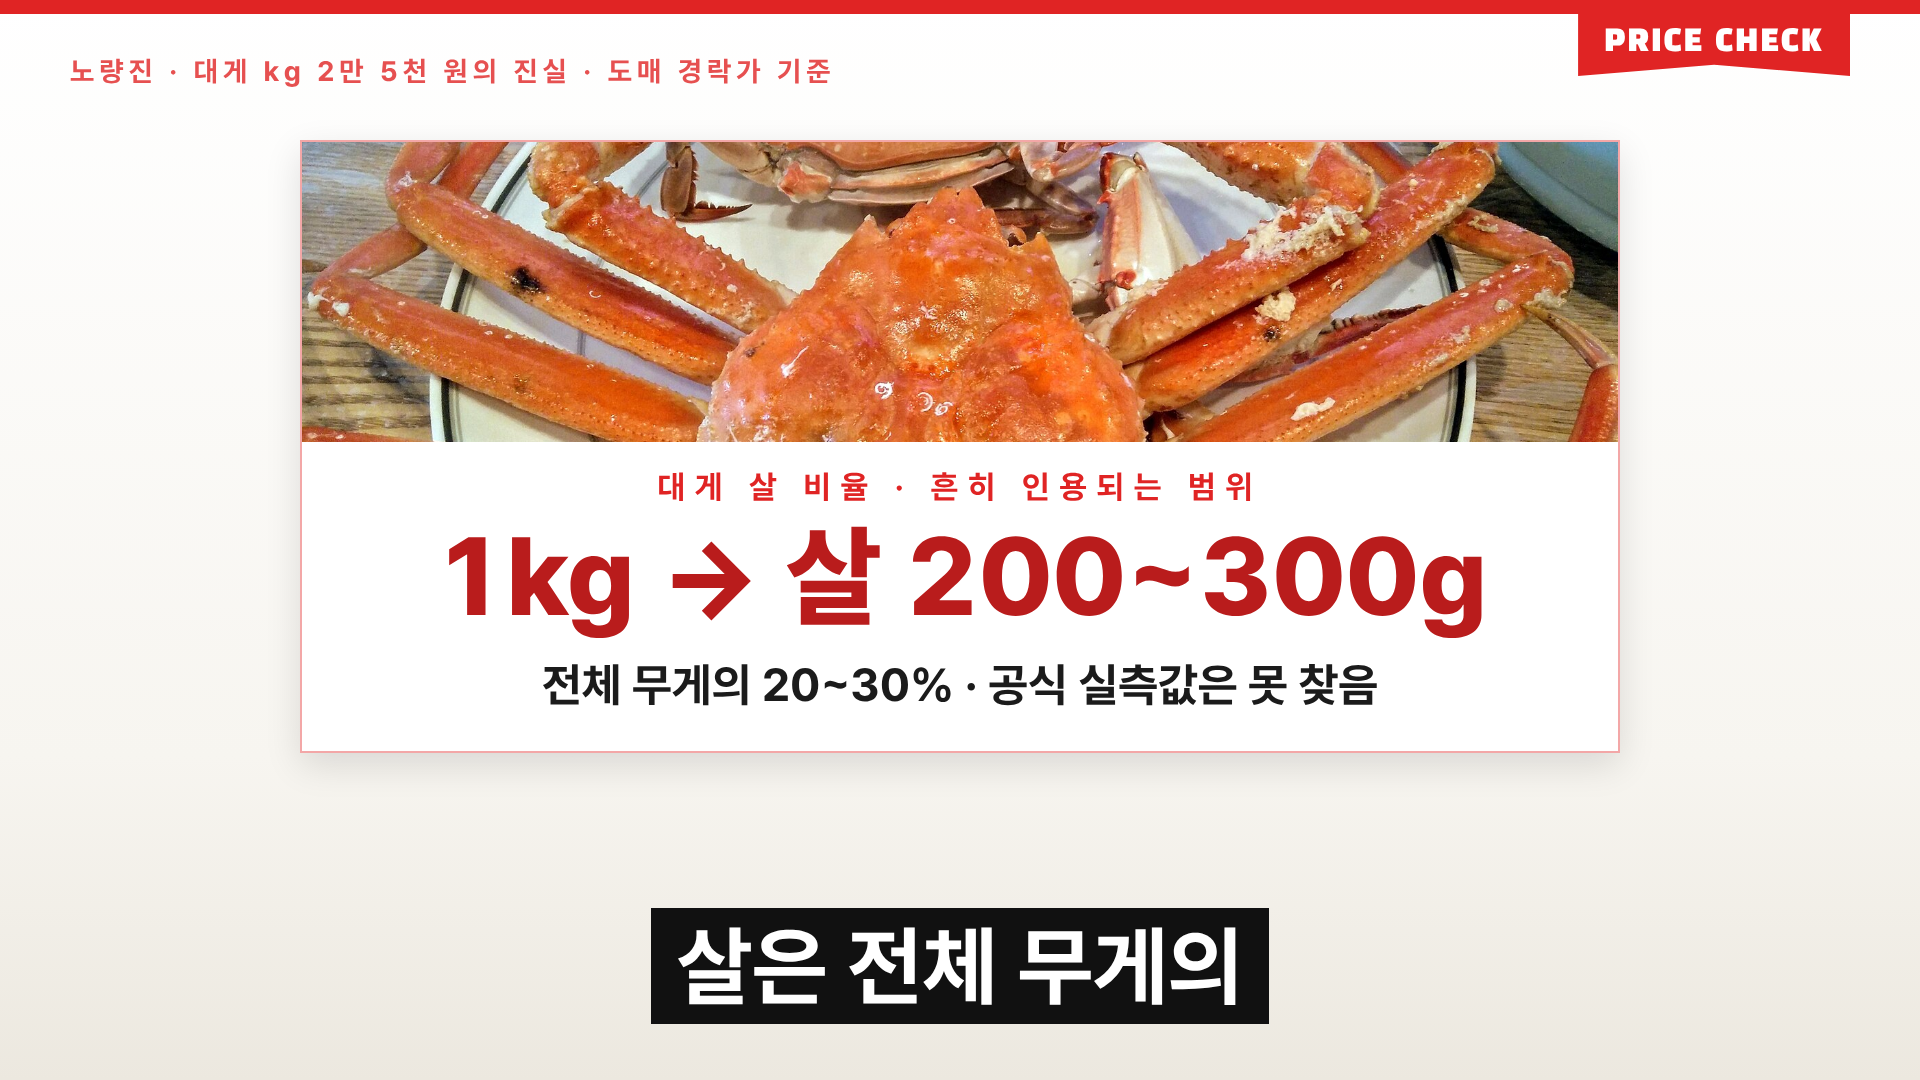 노량진 · 대게 kg 2만 5천 원의 진실 · 도매 경락가 기준
PRICE CHECK
대게 살 비율 · 흔히 인용되는 범위
1kg → 살 200~300g
전체 무게의 20~30% · 공식 실측값은 못 찾음
살은 전체 무게의